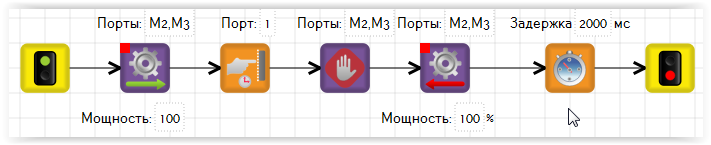 Порты: M2,M3 Порт: 1 Порты: M2,M3 Порты: M2,M3 Задержка 2000 мс
Мощность: 100 Мощность: 100 %